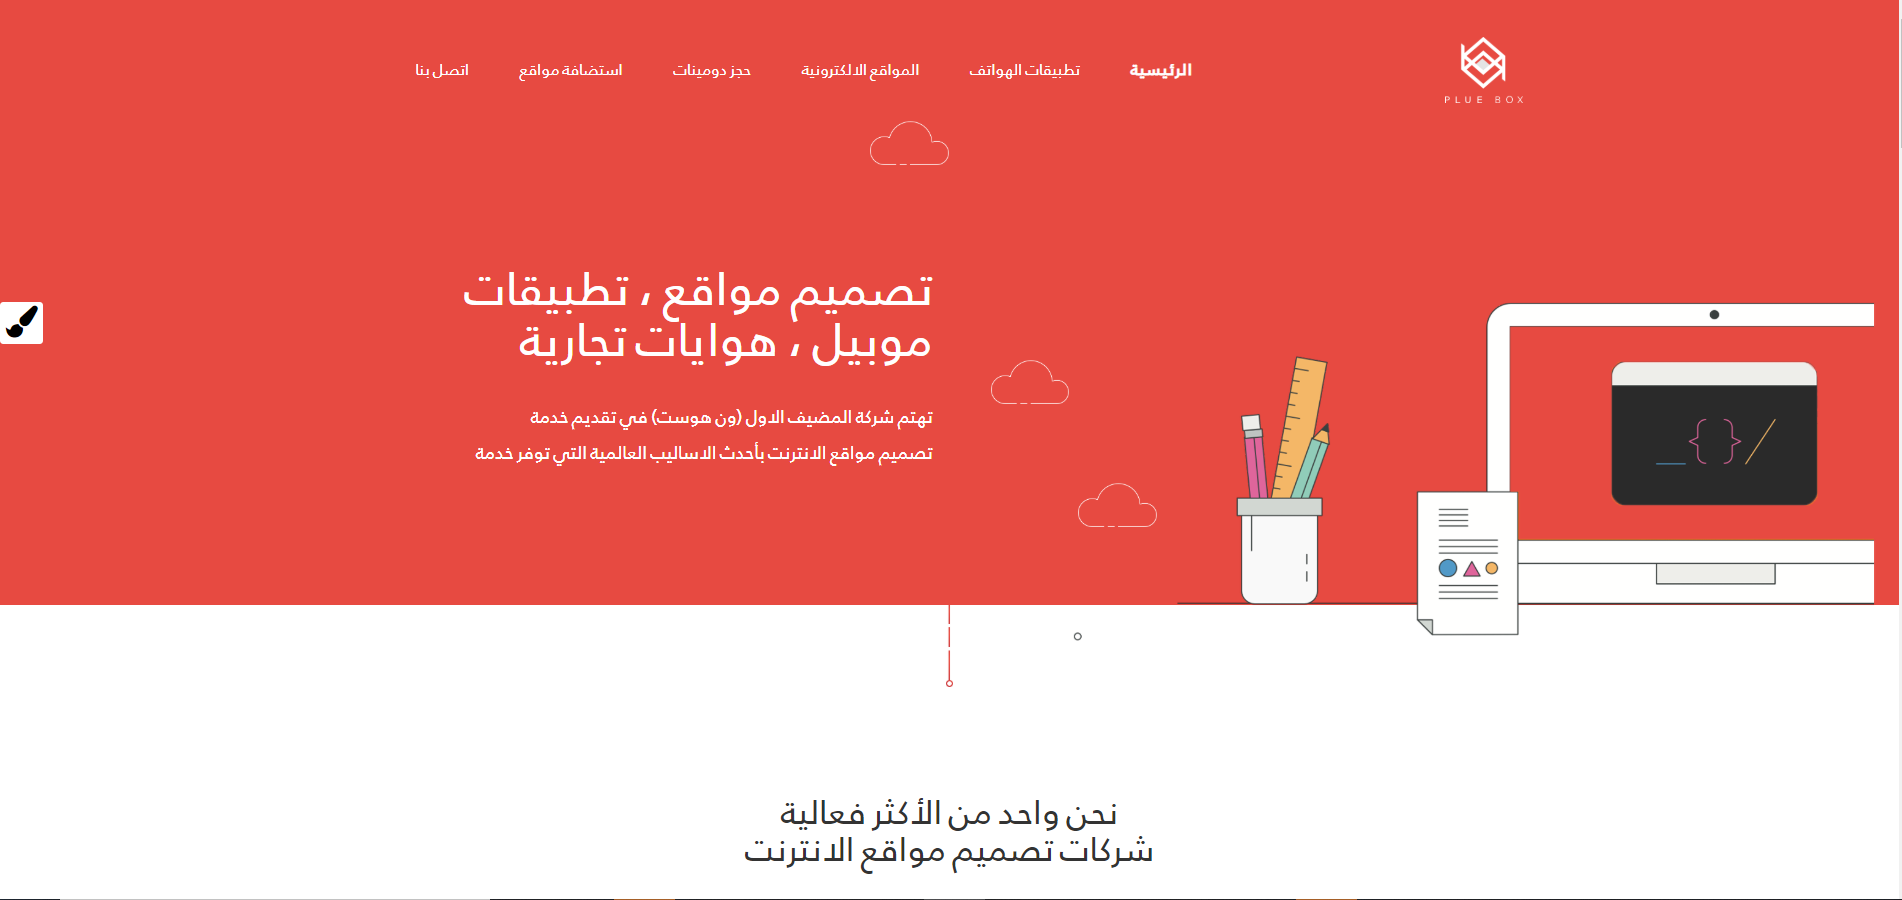 PLUE BOX
الرئيسية
تطبيقات الهواتف
المواقع الالكترونية
حجز دومينات
استضافة مواقع
اتصل بنا
تصميم مواقع ، تطبيقات
موبيل ، هوايات تجارية
تهتم شركة المضيف الاول (ون هوست) في تقديم خدمة
تصميم مواقع الانترنت بأحدث الاساليب العالمية التي توفر خدمة
_{}/
نحن واحد من الأكثر فعالية
شركات تصميم مواقع الانترنت